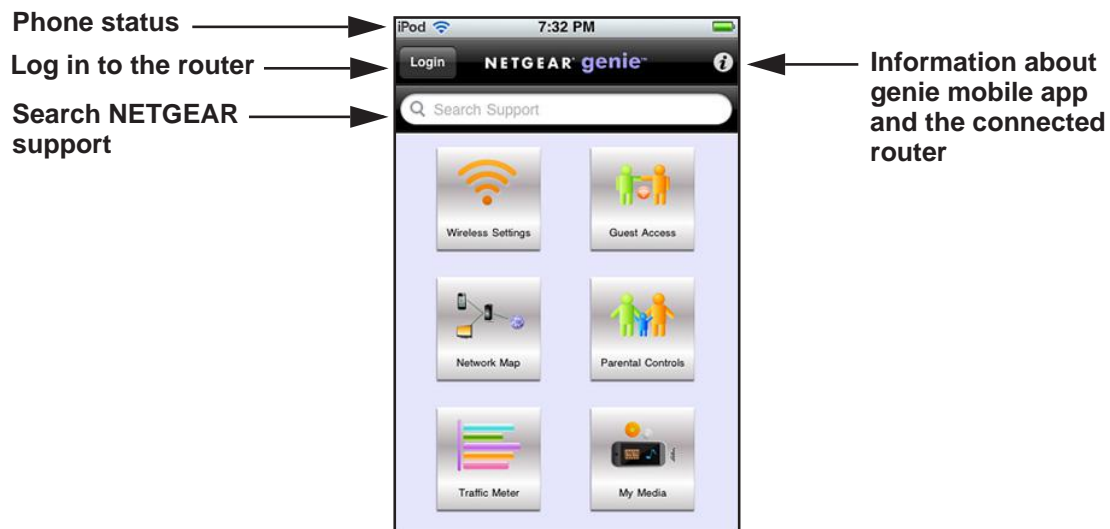 Phone status
Log in to the router
Search NETGEAR
support
iPod 7:32 PM
Login NETGEAR® genie™
Search Support
Information about
genie mobile app
and the connected
router
Wireless Settings Guest Access
Network Map Parental Controls
Traffic Meter My Media